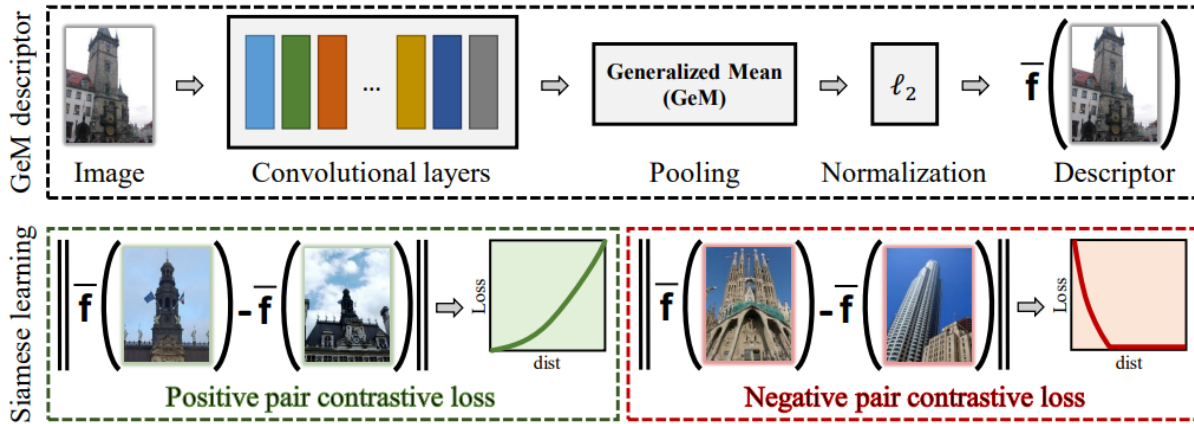 GeM descriptor
Image
Convolutional layers
...
Generalized Mean
(GeM)
Pooling
ℓ₂
Normalization
f̄
Descriptor
Siamese learning
|| f̄ ( ) - f̄ ( ) ||
Loss
dist
Positive pair contrastive loss
|| f̄ ( ) - f̄ ( ) ||
Loss
dist
Negative pair contrastive loss